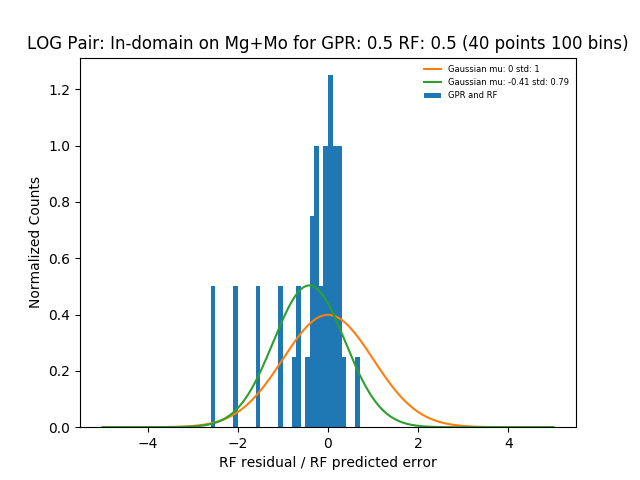 LOG Pair: In-domain on Mg+Mo for GPR: 0.5 RF: 0.5 (40 points 100 bins)
Gaussian mu: 0 std: 1
Gaussian mu: -0.41 std: 0.79
GPR and RF
Normalized Counts
1.2
1.0
0.8
0.6
0.4
0.2
0.0
−4 −2 0 2 4
RF residual / RF predicted error